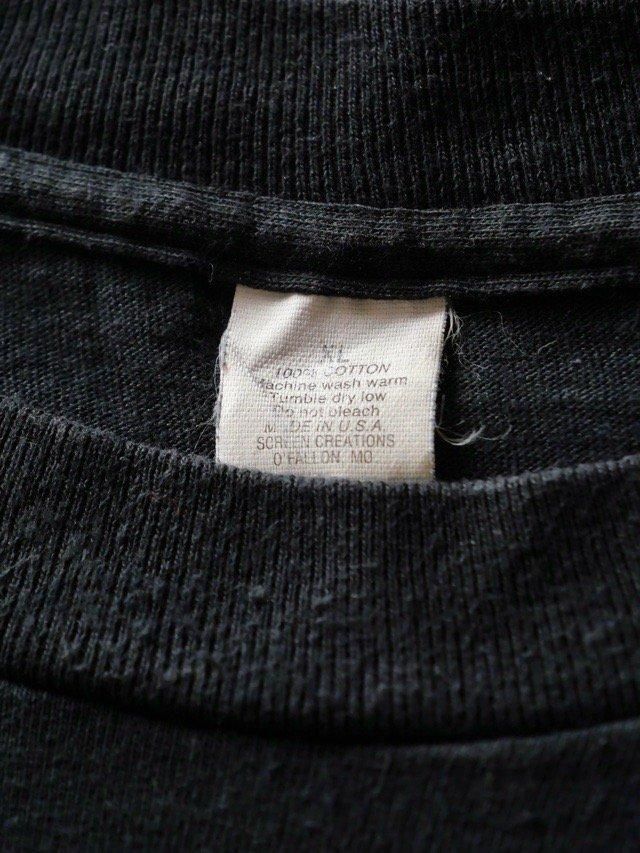 XL
100% COTTON
Machine wash warm
Tumble dry low
Do not bleach
MADE IN U.S.A.
SCREEN CREATIONS
O'FALLON, MO